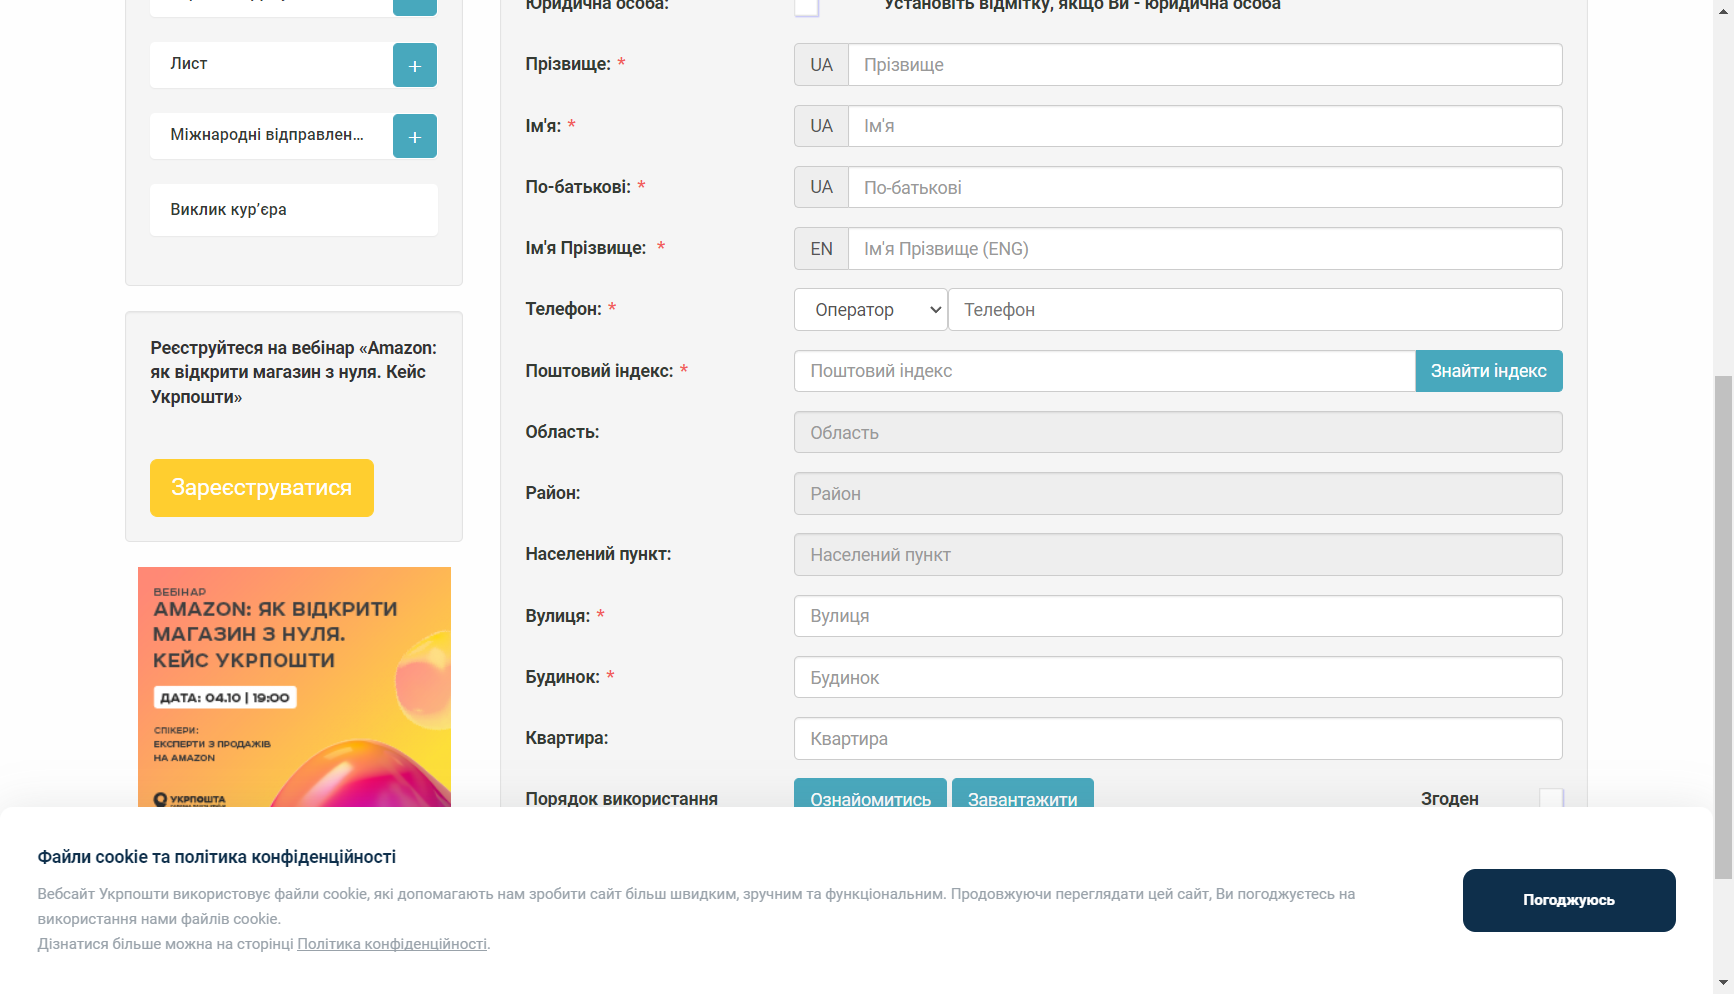 Юридична особа:
Установіть відмітку, якщо Ви - юридична особа
Лист
+
Міжнародні відправлен...
+
Виклик кур’єра
Реєструйтеся на вебінар «Amazon:
як відкрити магазин з нуля. Кейс
Укрпошти»
Зареєструватися
ВЕБІНАР
AMAZON: ЯК ВІДКРИТИ
МАГАЗИН З НУЛЯ.
КЕЙС УКРПОШТИ
ДАТА: 04.10 | 19:00
СПІКЕРИ:
ЕКСПЕРТИ З ПРОДАЖІВ
НА AMAZON
УКРПОШТА
Прізвище: *
UA Прізвище
Ім'я: *
UA Ім'я
По-батькові: *
UA По-батькові
Ім'я Прізвище: *
EN Ім'я Прізвище (ENG)
Телефон: *
Оператор Телефон
Поштовий індекс: *
Поштовий індекс Знайти індекс
Область:
Область
Район:
Район
Населений пункт:
Населений пункт
Вулиця: *
Вулиця
Будинок: *
Будинок
Квартира:
Квартира
Порядок використання
Ознайомитись Завантажити Згоден
Файли cookie та політика конфіденційності
Вебсайт Укрпошти використовує файли cookie, які допомагають нам зробити сайт більш швидким, зручним та функціональним. Продовжуючи переглядати цей сайт, Ви погоджуєтесь на
використання нами файлів cookie.
Дізнатися більше можна на сторінці Політика конфіденційності.
Погоджуюсь